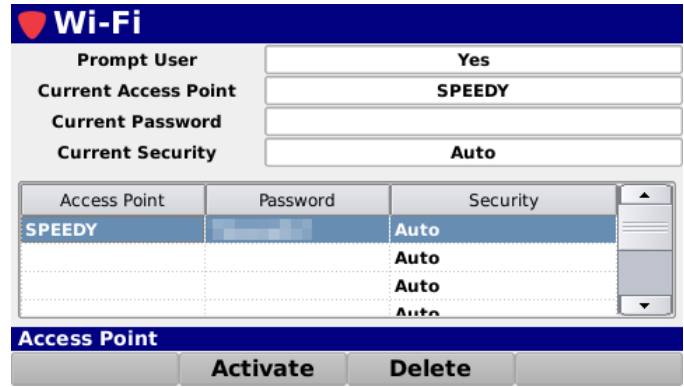 Wi-Fi
Prompt User Yes
Current Access Point SPEEDY
Current Password
Current Security Auto
Access Point Password Security
SPEEDY Auto
Auto
Auto
Auto
Access Point
Activate Delete